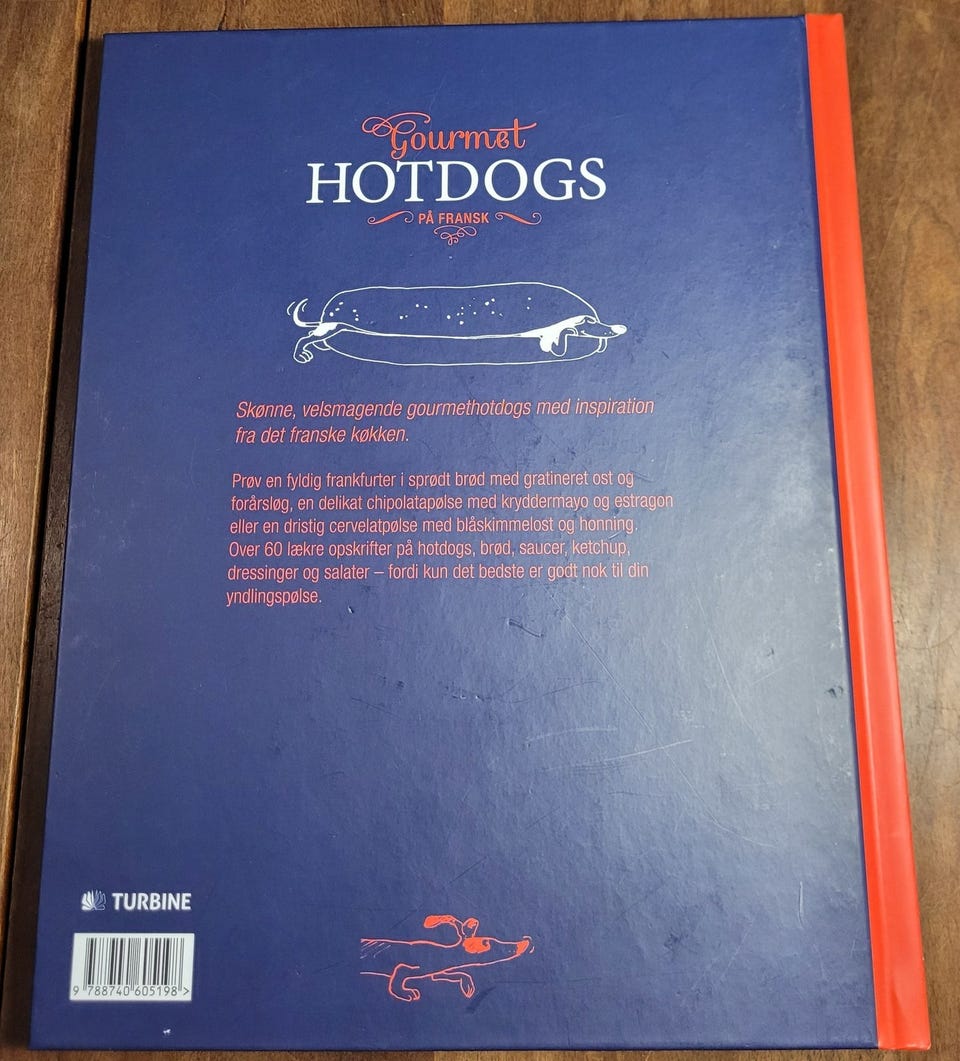 Gourmet
HOTDOGS
PÅ FRANSK
Skønne, velsmagende gourmethotdogs med inspiration
fra det franske køkken.
Prøv en fyldig frankfurter i sprødt brød med gratineret ost og
forårsløg, en delikat chipolatapølse med kryddermayo og estragon
eller en dristig cervelatpølse med blåskimmelost og honning.
Over 60 lækre opskrifter på hotdogs, brød, saucer, ketchup,
dressinger og salater – fordi kun det bedste er godt nok til din
yndlingspølse.
TURBINE
9 788740 605198 >